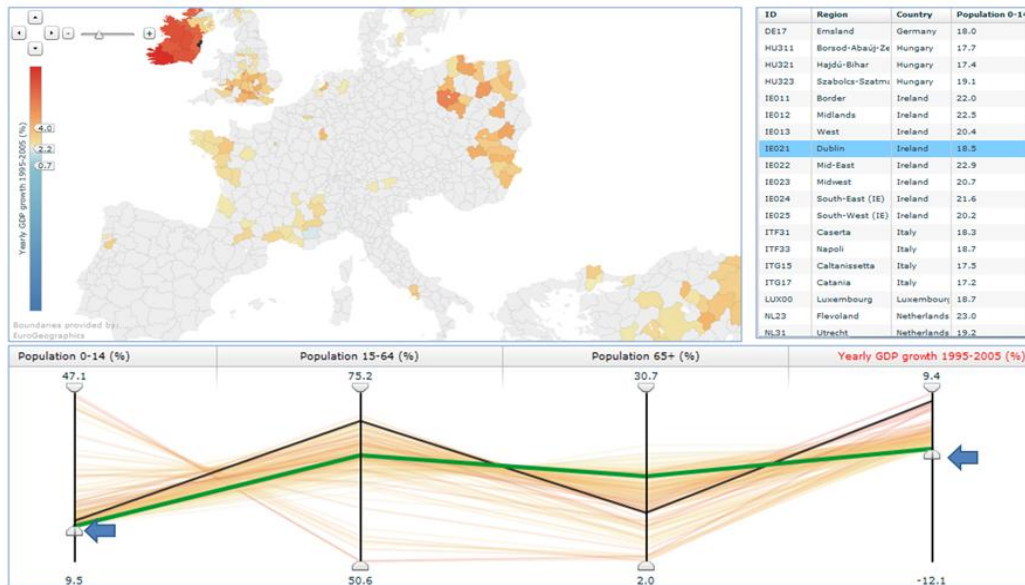 ID Region Country Population 0-14
DE17 Emsland Germany 18.0
HU311 Borsod-Abaúj-Ze Hungary 17.7
HU321 Hajdú-Bihar Hungary 17.4
HU323 Szabolcs-Szatma Hungary 19.1
IE011 Border Ireland 22.0
IE012 Midlands Ireland 22.5
IE013 West Ireland 20.4
IE021 Dublin Ireland 18.5
IE022 Mid-East Ireland 22.9
IE023 Midwest Ireland 20.7
IE024 South-East (IE) Ireland 21.6
IE025 South-West (IE) Ireland 20.2
ITF31 Caserta Italy 18.3
ITF33 Napoli Italy 18.7
ITG15 Caltanissetta Italy 17.5
ITG17 Catania Italy 17.2
LUX00 Luxembourg Luxembourg 18.7
NL23 Flevoland Netherlands 23.0
NL31 Utrecht Netherlands 19.2
Yearly GDP growth 1995-2005 (%)
4.0
2.2
0.7
Boundaries provided by:
EuroGeographics
Population 0-14 (%) Population 15-64 (%) Population 65+ (%) Yearly GDP growth 1995-2005 (%)
47.1 75.2 30.7 9.4
9.5 50.6 2.0 -12.1